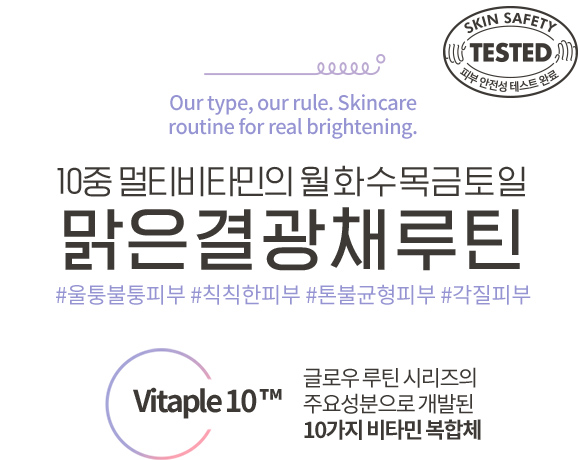 SKIN SAFETY
TESTED
피부 안전성 테스트 완료
Our type, our rule. Skincare
routine for real brightening.
10중 멀티비타민의 월화수목금토일
맑은결광채루틴
#울퉁불퉁피부 #칙칙한피부 #톤불균형피부 #각질피부
Vitaple 10™
글로우 루틴 시리즈의
주요성분으로 개발된
10가지 비타민 복합체